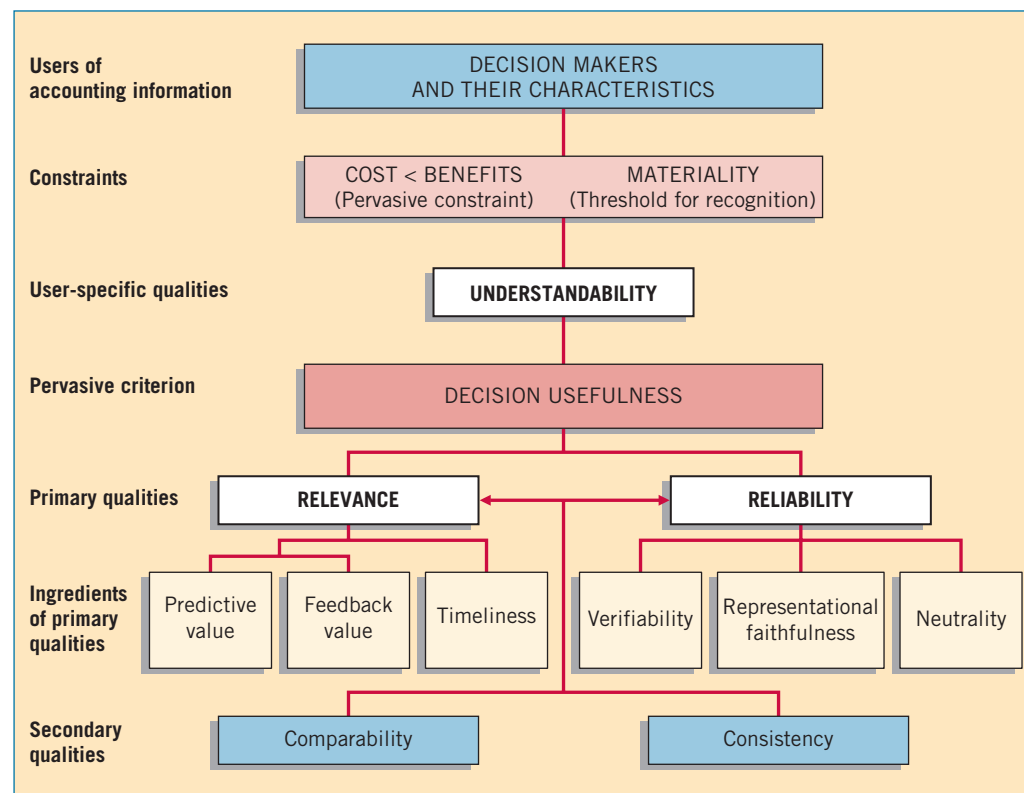 Users of
accounting information
DECISION MAKERS
AND THEIR CHARACTERISTICS
Constraints
COST < BENEFITS
(Pervasive constraint)
MATERIALITY
(Threshold for recognition)
User-specific qualities
UNDERSTANDABILITY
Pervasive criterion
DECISION USEFULNESS
Primary qualities
RELEVANCE
RELIABILITY
Ingredients
of primary
qualities
Predictive
value
Feedback
value
Timeliness
Verifiability
Representational
faithfulness
Neutrality
Secondary
qualities
Comparability
Consistency